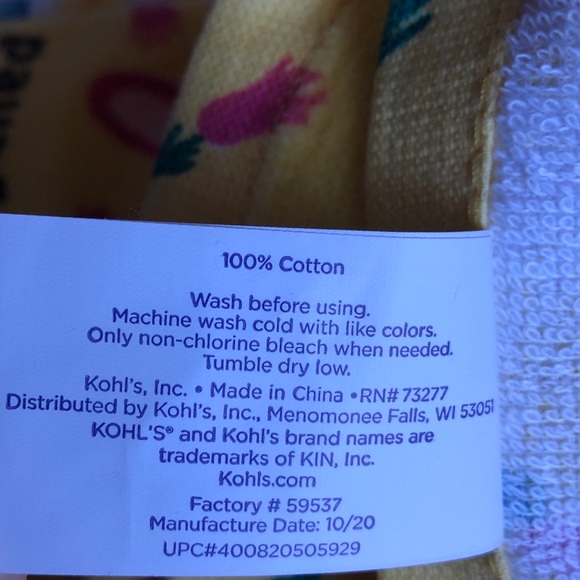 100% Cotton
Wash before using.
Machine wash cold with like colors.
Only non-chlorine bleach when needed.
Tumble dry low.
Kohl's, Inc. • Made in China •RN# 73277
Distributed by Kohl's, Inc., Menomonee Falls, WI 53051
KOHL'S® and Kohl's brand names are
trademarks of KIN, Inc.
Kohls.com
Factory # 59537
Manufacture Date: 10/20
UPC#400820505929